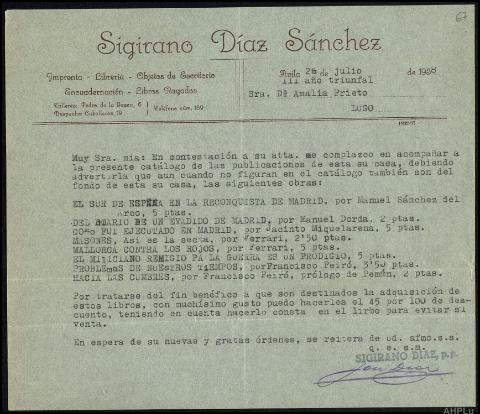 67
Sigirano Díaz Sánchez
Imprenta - Librería - Objetos de Escritorio
Encuadernación - Libros Rayados
Talleres: Pedro de la Gasca, 6
Despacho: Caballeros, 19
Teléfono núm. 189
Avila 26 de julio de 1938
III año triunfal
Sra. Dª Amalia Prieto
LUGO
Muy Sra. mia: En contestación a su atta. me complazco en acompañar a
la presente catálogo de las publicaciones de esta su casa, debiendo
advertirla que aun cuando no figuran en el catálogo también son del
fondo de esta su casa, las siguientes obras:
EL SUR DE ESPAÑA EN LA RECONQUISTA DE MADRID, por Manuel Sánchez del
Arco, 5 ptas.
DEL DIARIO DE UN EVADIDO DE MADRID, por Manuel Dorda, 2 ptas.
COMO FUI EJECUTADO EN MADRID, por Jacinto Miquelarena, 5 ptas.
MASONES, Así es la secta, por Ferrari, 2'50 ptas.
MALLORCA CONTRA LOS ROJOS, por Ferrari, 5 ptas.
EL MILICIANO REMIGIO PA LA GUERRA ES UN PRODIGIO, 5 ptas.
PROBLEMAS DE NUESTROS TIEMPOS, por Francisco Peiró, 3'50 ptas.
HACIA LAS CUMBRES, por Francisco Peiró, prólogo de Pemán, 2 ptas.
Por tratarse del fin benéfico a que son destinados la adquisición de
estos libros, con muchísimo gusto puedo hacerles el 45 por 100 de des-
cuento, teniendo en cuenta hacerlo constar en el lirbo para evitar su
venta.
En espera de su nuevas y gratas órdenes, se reitera de ud. afmo.s.s.
q. e. s.m.
SIGIRANO DIAZ, p.p.
AHPLu